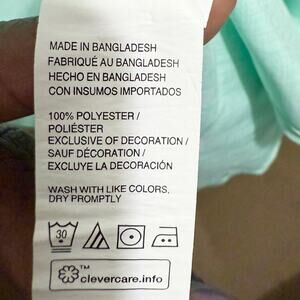 MADE IN BANGLADESH
FABRIQUÉ AU BANGLADESH
HECHO EN BANGLADESH
CON INSUMOS IMPORTADOS
100% POLYESTER /
POLIÉSTER
EXCLUSIVE OF DECORATION /
SAUF DÉCORATION /
EXCLUYE LA DECORACIÓN
WASH WITH LIKE COLORS,
DRY PROMPTLY
30
TM
clevercare.info